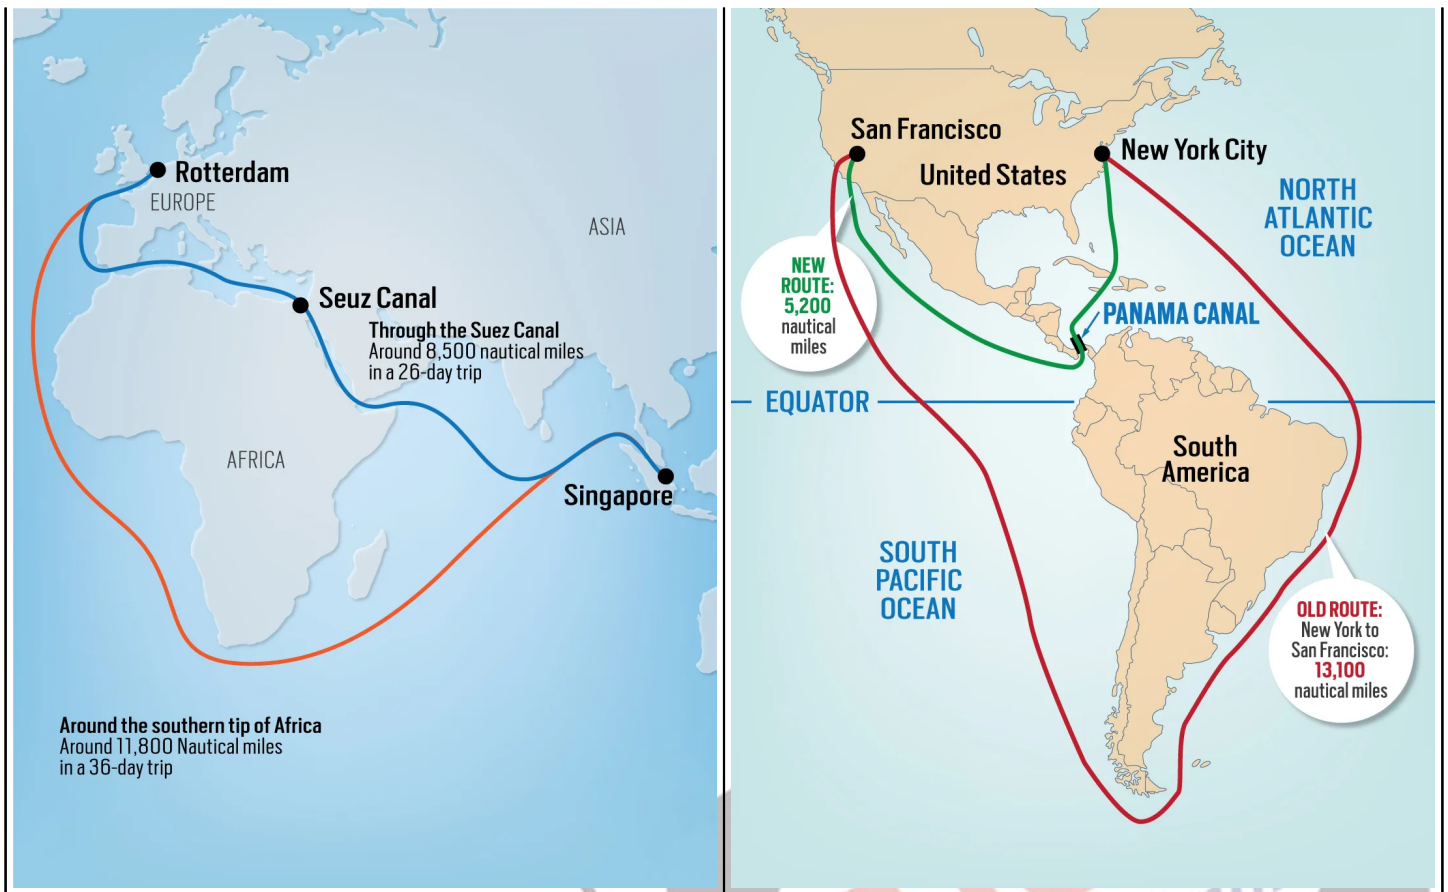 Rotterdam
EUROPE
ASIA
Seuz Canal
Through the Suez Canal
Around 8,500 nautical miles
in a 26-day trip
AFRICA
Singapore
Around the southern tip of Africa
Around 11,800 Nautical miles
in a 36-day trip
San Francisco
New York City
United States
NORTH
ATLANTIC
OCEAN
NEW
ROUTE:
5,200
nautical
miles
PANAMA CANAL
EQUATOR
South
America
SOUTH
PACIFIC
OCEAN
OLD ROUTE:
New York to
San Francisco:
13,100
nautical miles